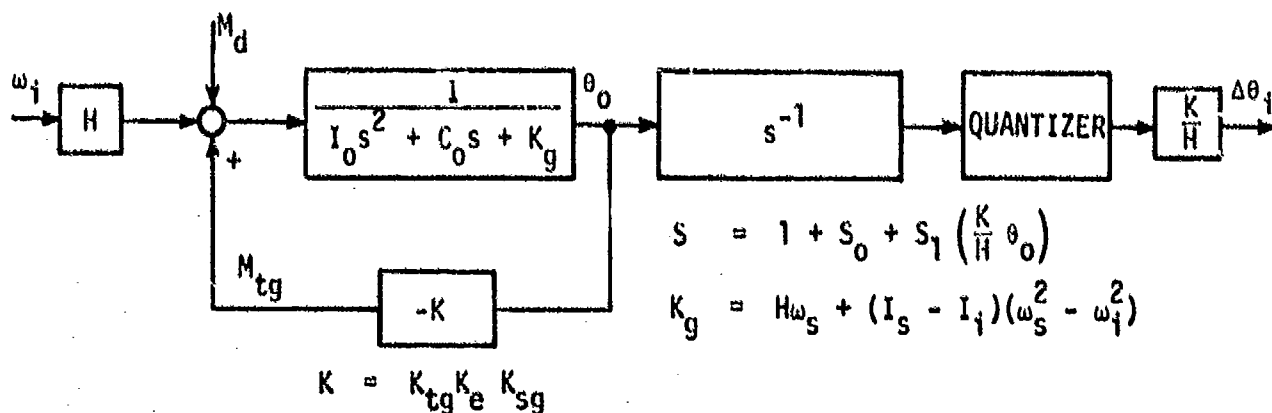 M_d
ω_i
H
+
I
I_o s^2 + C_o s + K_g
θ_o
s^{-1}
QUANTIZER
K
H
Δθ_i
M_tg
-K
K = K_tg K_e K_sg
S = 1 + S_o + S_1 (K/H θ_o)
K_g = Hω_s + (I_s - I_i)(ω_s^2 - ω_i^2)